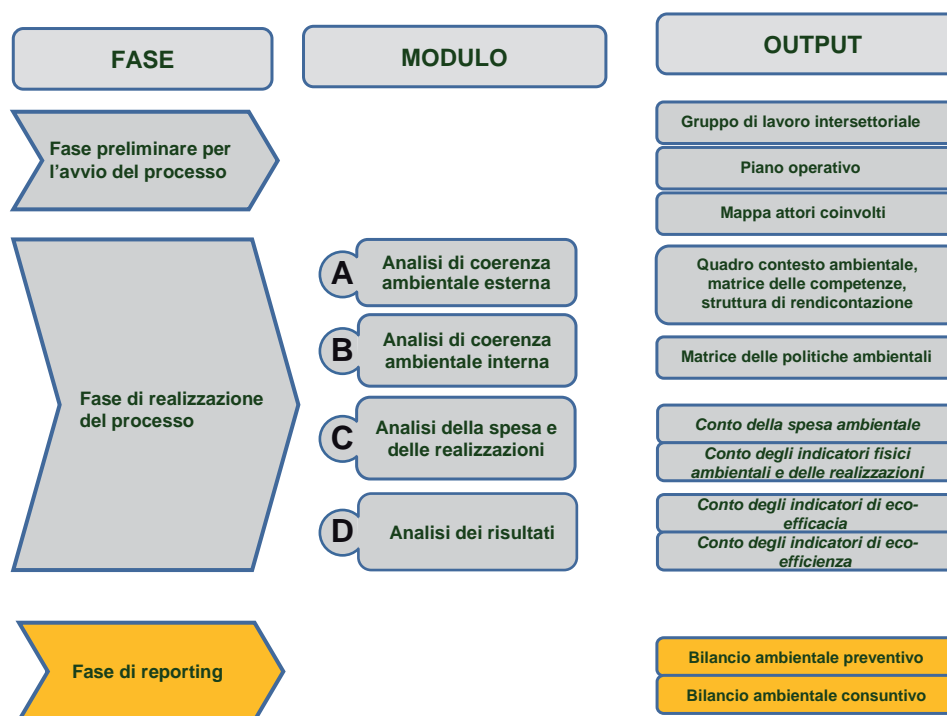 FASE
MODULO
OUTPUT
Fase preliminare per
l'avvio del processo
Gruppo di lavoro intersettoriale
Piano operativo
Mappa attori coinvolti
Fase di realizzazione
del processo
A
Analisi di coerenza
ambientale esterna
Quadro contesto ambientale,
matrice delle competenze,
struttura di rendicontazione
B
Analisi di coerenza
ambientale interna
Matrice delle politiche ambientali
C
Analisi della spesa e
delle realizzazioni
Conto della spesa ambientale
Conto degli indicatori fisici
ambientali e delle realizzazioni
D
Analisi dei risultati
Conto degli indicatori di eco-
efficacia
Conto degli indicatori di eco-
efficienza
Fase di reporting
Bilancio ambientale preventivo
Bilancio ambientale consuntivo